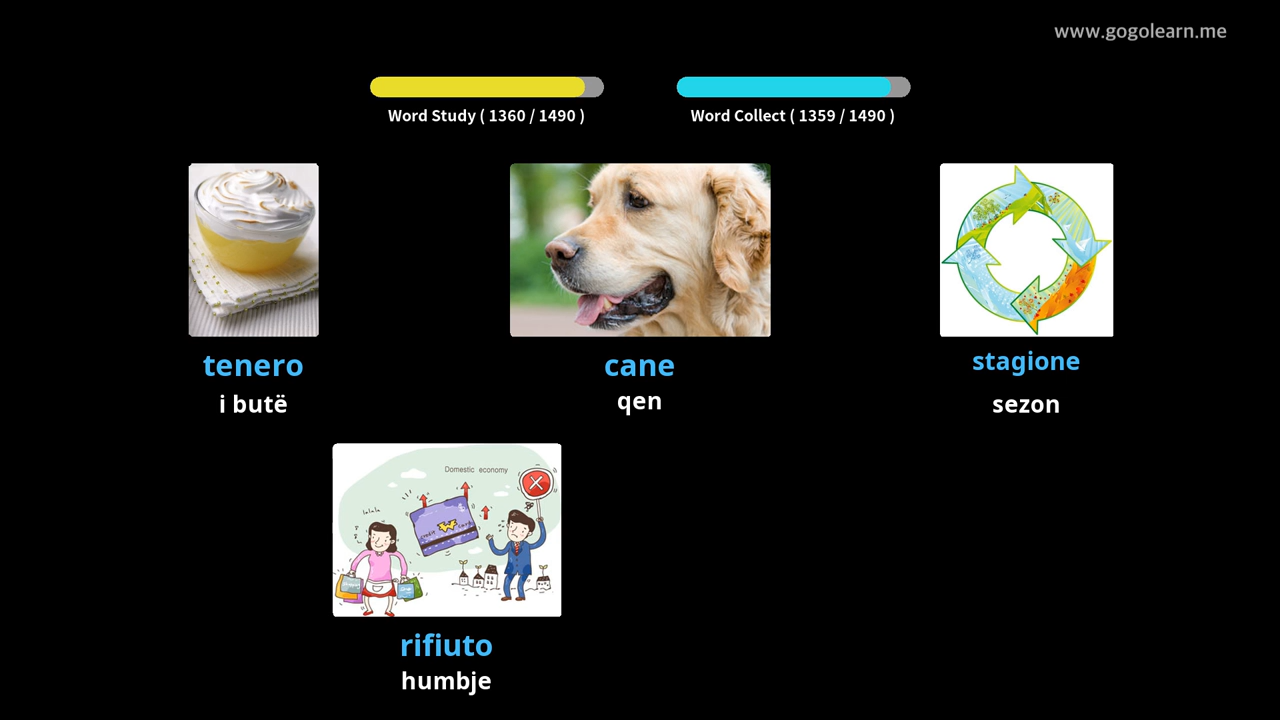 www.gogolearn.me
Word Study ( 1360 / 1490 )
Word Collect ( 1359 / 1490 )
tenero
i butë
cane
qen
stagione
sezon
Domestic economy
lalala
rifiuto
humbje